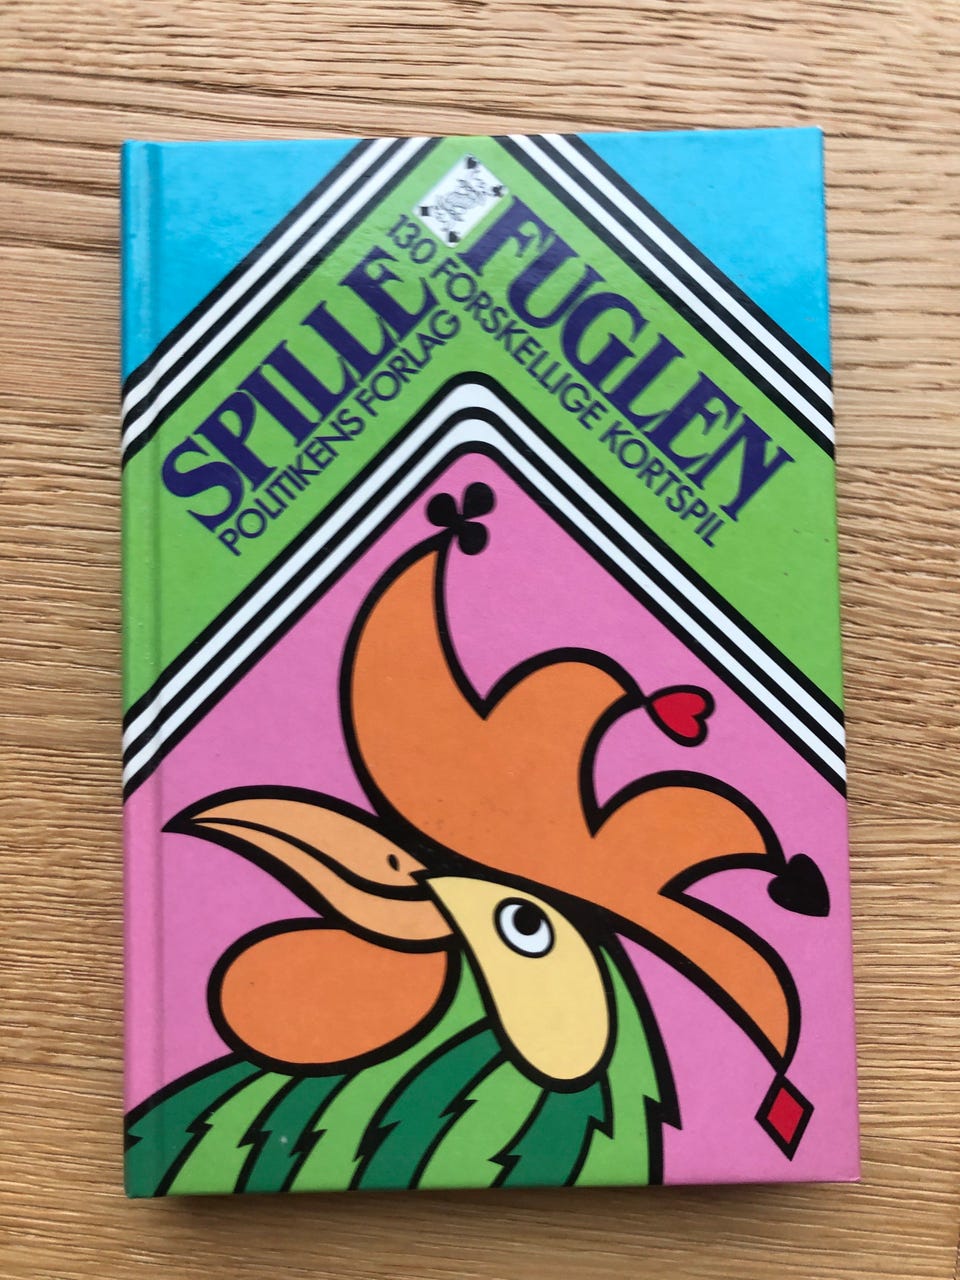 SPILLE
FUGLEN
POLITIKENS FORLAG
130 FORSKELLIGE KORTSPIL